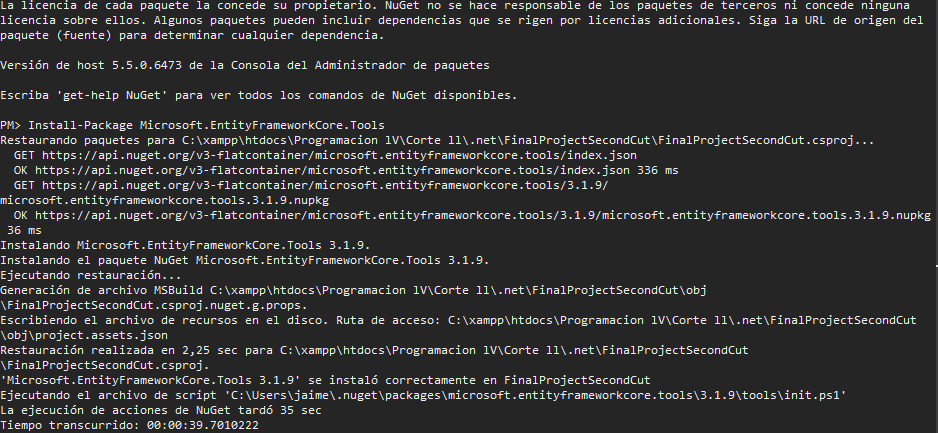 La licencia de cada paquete la concede su propietario. NuGet no se hace responsable de los paquetes de terceros ni concede ninguna
licencia sobre ellos. Algunos paquetes pueden incluir dependencias que se rigen por licencias adicionales. Siga la URL de origen del
paquete (fuente) para determinar cualquier dependencia.
Versión de host 5.5.0.6473 de la Consola del Administrador de paquetes
Escriba 'get-help NuGet' para ver todos los comandos de NuGet disponibles.
PM> Install-Package Microsoft.EntityFrameworkCore.Tools
Restaurando paquetes para C:\xampp\htdocs\Programacion lV\Corte ll\.net\FinalProjectSecondCut\FinalProjectSecondCut.csproj...
GET https://api.nuget.org/v3-flatcontainer/microsoft.entityframeworkcore.tools/index.json
OK https://api.nuget.org/v3-flatcontainer/microsoft.entityframeworkcore.tools/index.json 336 ms
GET https://api.nuget.org/v3-flatcontainer/microsoft.entityframeworkcore.tools/3.1.9/
microsoft.entityframeworkcore.tools.3.1.9.nupkg
OK https://api.nuget.org/v3-flatcontainer/microsoft.entityframeworkcore.tools/3.1.9/microsoft.entityframeworkcore.tools.3.1.9.nupkg
36 ms
Instalando Microsoft.EntityFrameworkCore.Tools 3.1.9.
Instalando el paquete NuGet Microsoft.EntityFrameworkCore.Tools 3.1.9.
Ejecutando restauración...
Generación de archivo MSBuild C:\xampp\htdocs\Programacion lV\Corte ll\.net\FinalProjectSecondCut\obj
\FinalProjectSecondCut.csproj.nuget.g.props.
Escribiendo el archivo de recursos en el disco. Ruta de acceso: C:\xampp\htdocs\Programacion lV\Corte ll\.net\FinalProjectSecondCut
\obj\project.assets.json
Restauración realizada en 2,25 sec para C:\xampp\htdocs\Programacion lV\Corte ll\.net\FinalProjectSecondCut
\FinalProjectSecondCut.csproj.
'Microsoft.EntityFrameworkCore.Tools 3.1.9' se instaló correctamente en FinalProjectSecondCut
Ejecutando el archivo de script 'C:\Users\jaime\.nuget\packages\microsoft.entityframeworkcore.tools\3.1.9\tools\init.ps1'
La ejecución de acciones de NuGet tardó 35 sec
Tiempo transcurrido: 00:00:39.7010222